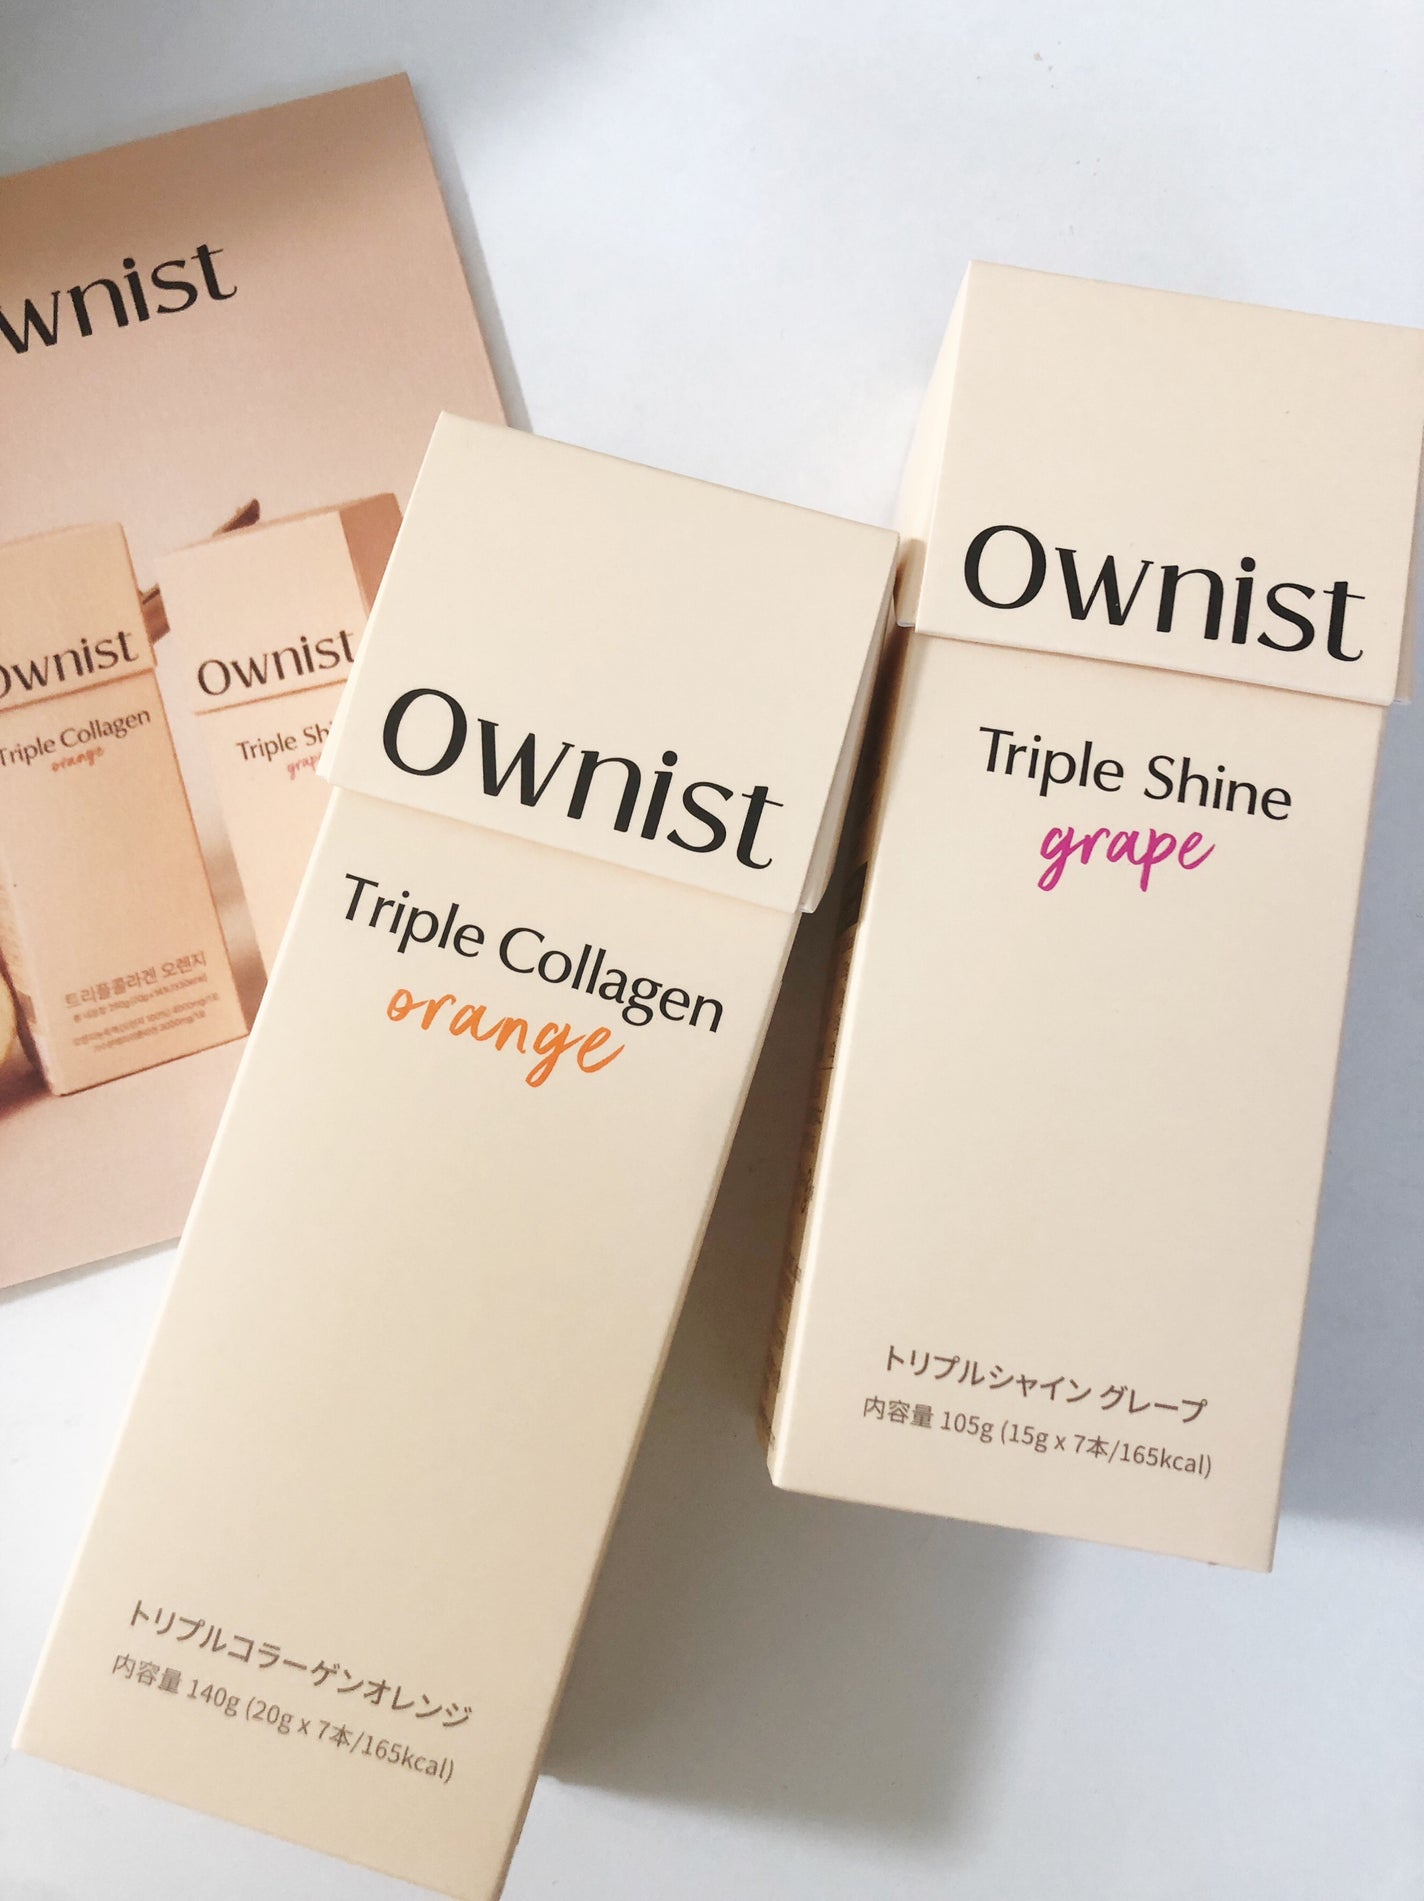 wnist
Ownist
Triple Collagen
orange
트리플콜라겐 오렌지
Ownist
Triple Shi
grap
Ownist
Triple Collagen
orange
トリプルコラーゲンオレンジ
内容量 140g (20g x 7本/165kcal)
Ownist
Triple Shine
grape
トリプルシャイン グレープ
内容量 105g (15g x 7本/165kcal)